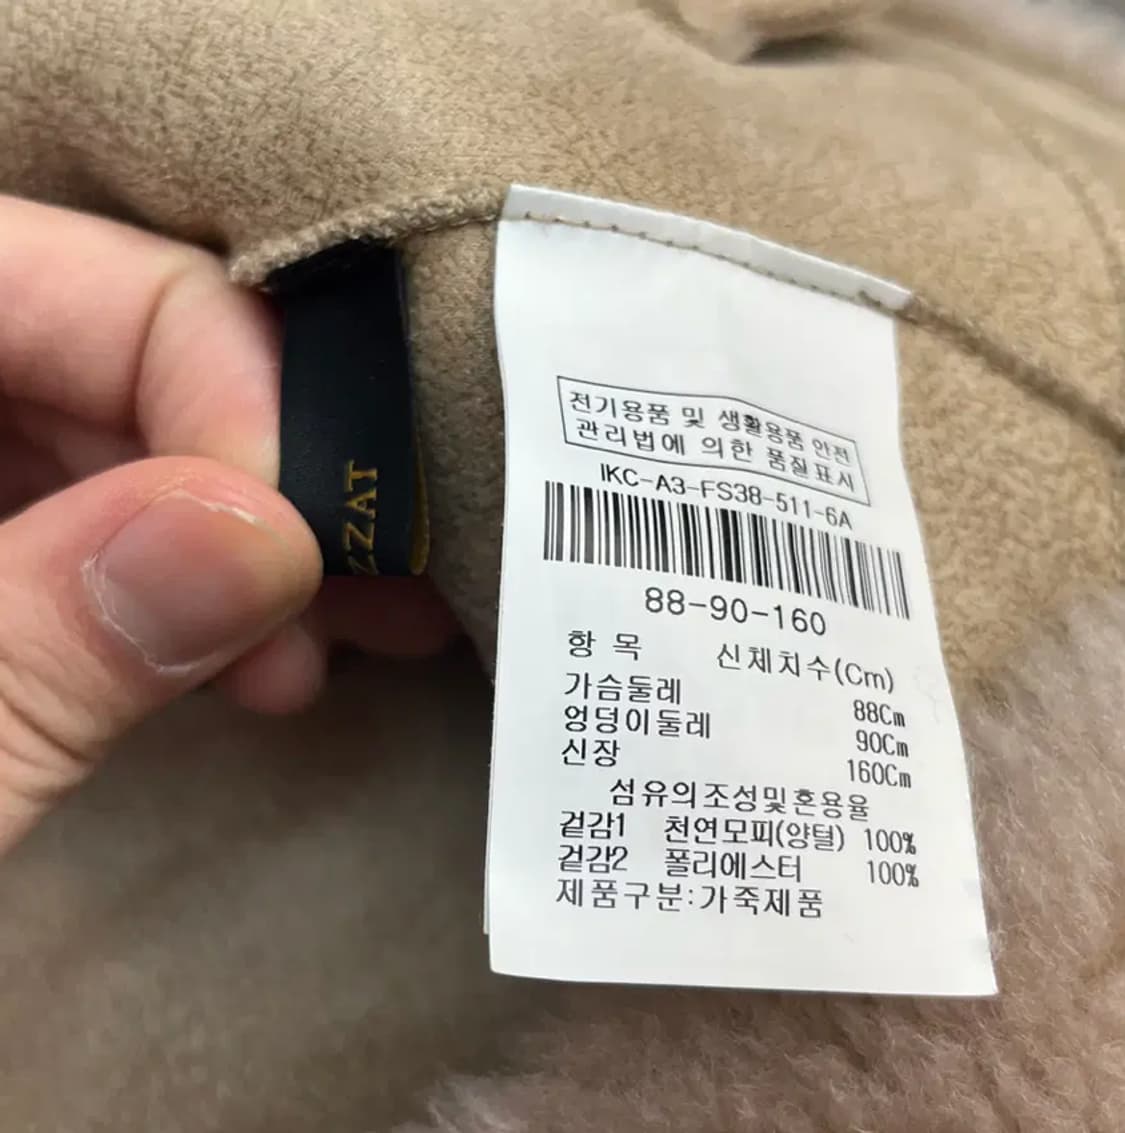 ZZAT
전기용품 및 생활용품 안전
관리법에 의한 품질표시
IKC-A3-FS38-511-6A
88-90-160
항 목 신체치수(Cm)
가슴둘레 88Cm
엉덩이둘레 90Cm
신장 160Cm
섬유의조성및혼용율
겉감1 천연모피(양털) 100%
겉감2 폴리에스터 100%
제품구분:가죽제품